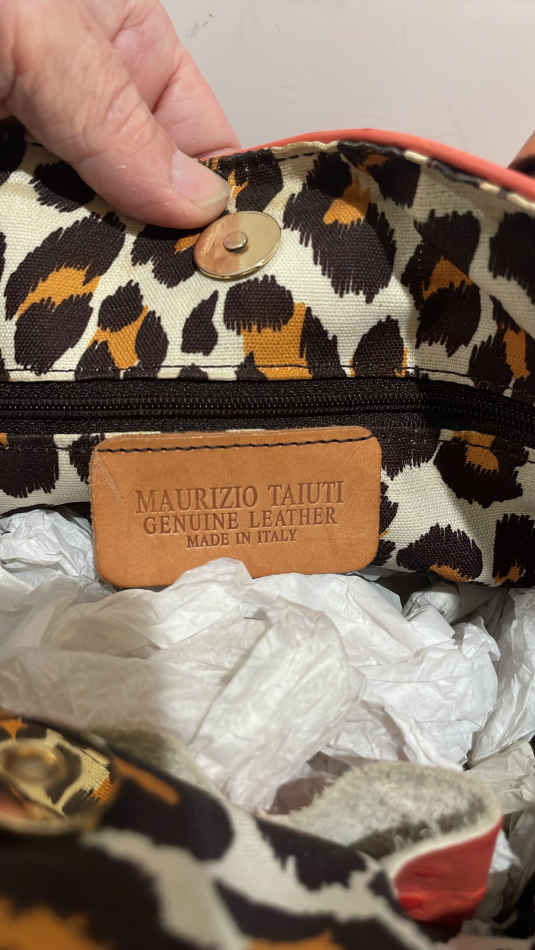 MAURIZIO TAIUTI
GENUINE LEATHER
MADE IN ITALY